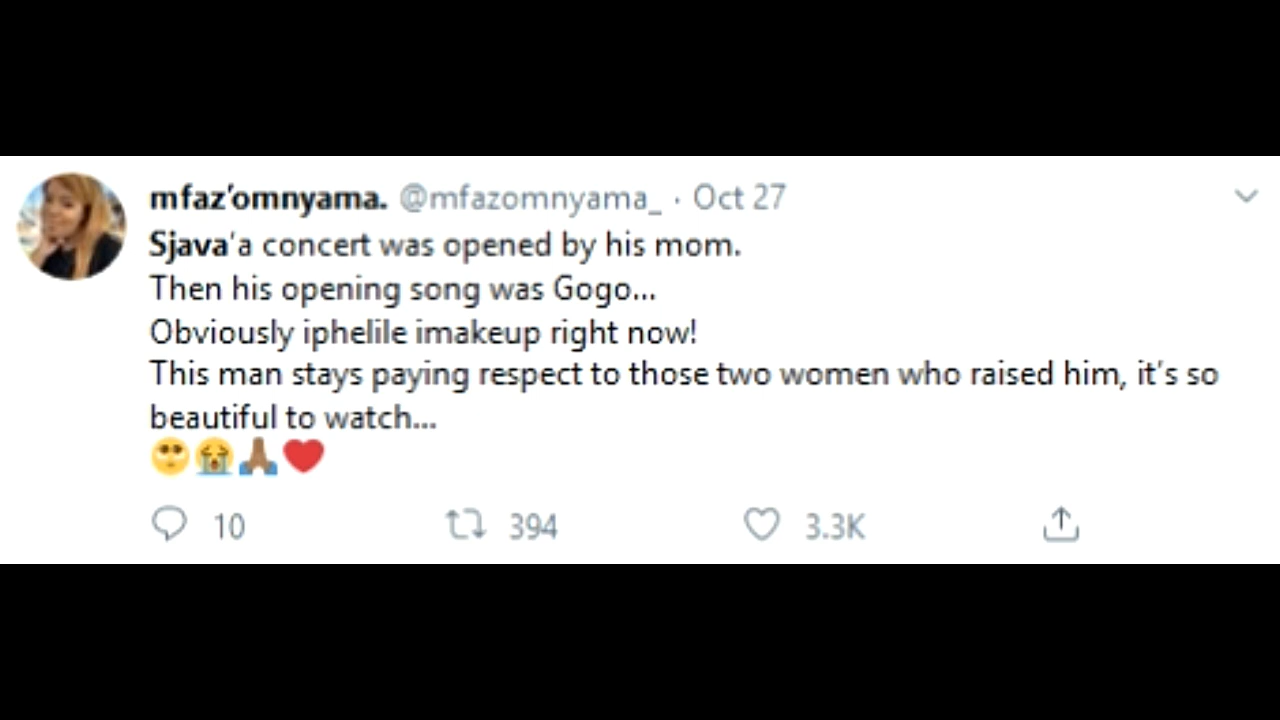 mfaz'omnyama. @mfazomnyama_ · Oct 27
Sjava'a concert was opened by his mom.
Then his opening song was Gogo...
Obviously iphelile imakeup right now!
This man stays paying respect to those two women who raised him, it's so
beautiful to watch...
🥺😭🙏🏾❤️
10 394 3.3K